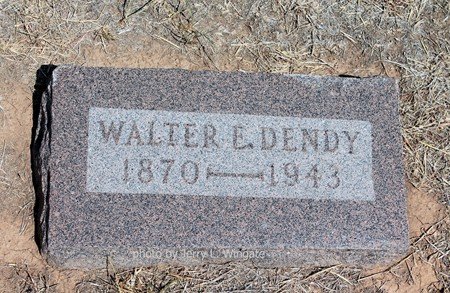 WALTER E. DENDY
1870 — 1943
photo by Jerry L. Wingate